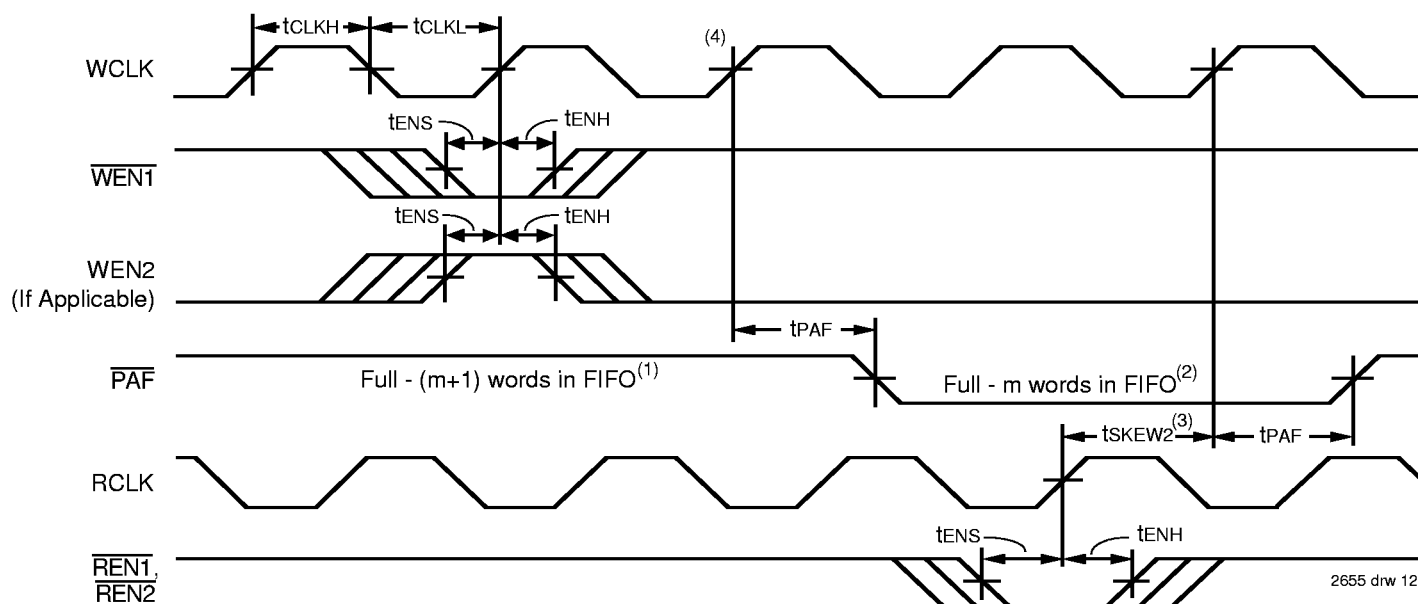 tCLKH
tCLKL
(4)
WCLK
tENS
tENH
WEN1
tENS
tENH
WEN2
(If Applicable)
tPAF
PAF
Full - (m+1) words in FIFO(1)
Full - m words in FIFO(2)
tSKEW2(3)
tPAF
RCLK
tENS
tENH
REN1,
REN2
2655 drw 12